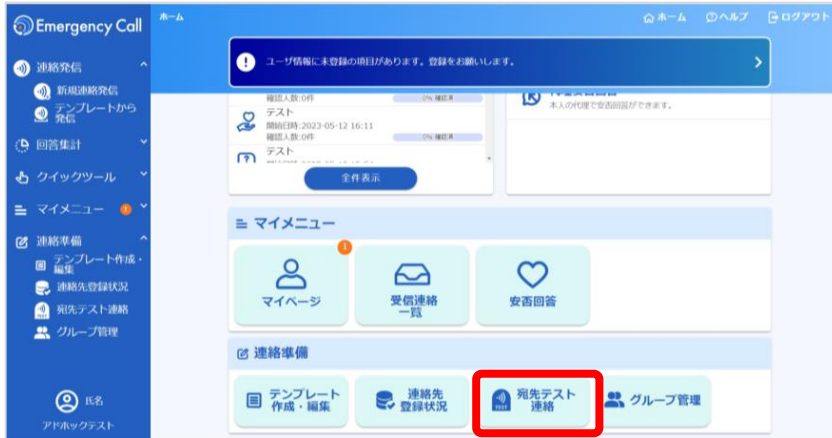 Emergency Call
ホーム
ホーム
ヘルプ
ログアウト
ユーザ情報に未登録の項目があります。登録をお願いします。
連絡発信
新規連絡発信
テンプレートから
発信
回答集計
クイックツール
マイメニュー
連絡準備
テンプレート作成・
編集
連絡先登録状況
宛先テスト連絡
グループ管理
氏名
アドホックテスト
確認人数:0件
0% 確認済
テスト
開始日時:2023-05-12 16:11
確認人数:0件
0% 確認済
テスト
全件表示
本人の代理で安否回答ができます。
マイメニュー
1
マイページ
受信連絡
一覧
安否回答
連絡準備
テンプレート
作成・編集
連絡先
登録状況
TEST
宛先テスト
連絡
グループ管理